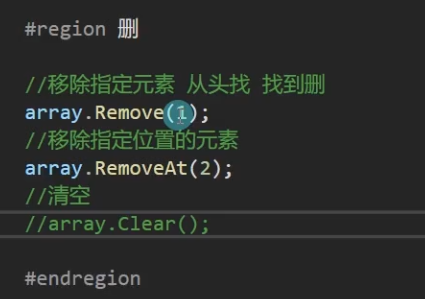 #region 删
//移除指定元素 从头找 找到删
array.Remove(1);
//移除指定位置的元素
array.RemoveAt(2);
//清空
//array.Clear();
#endregion